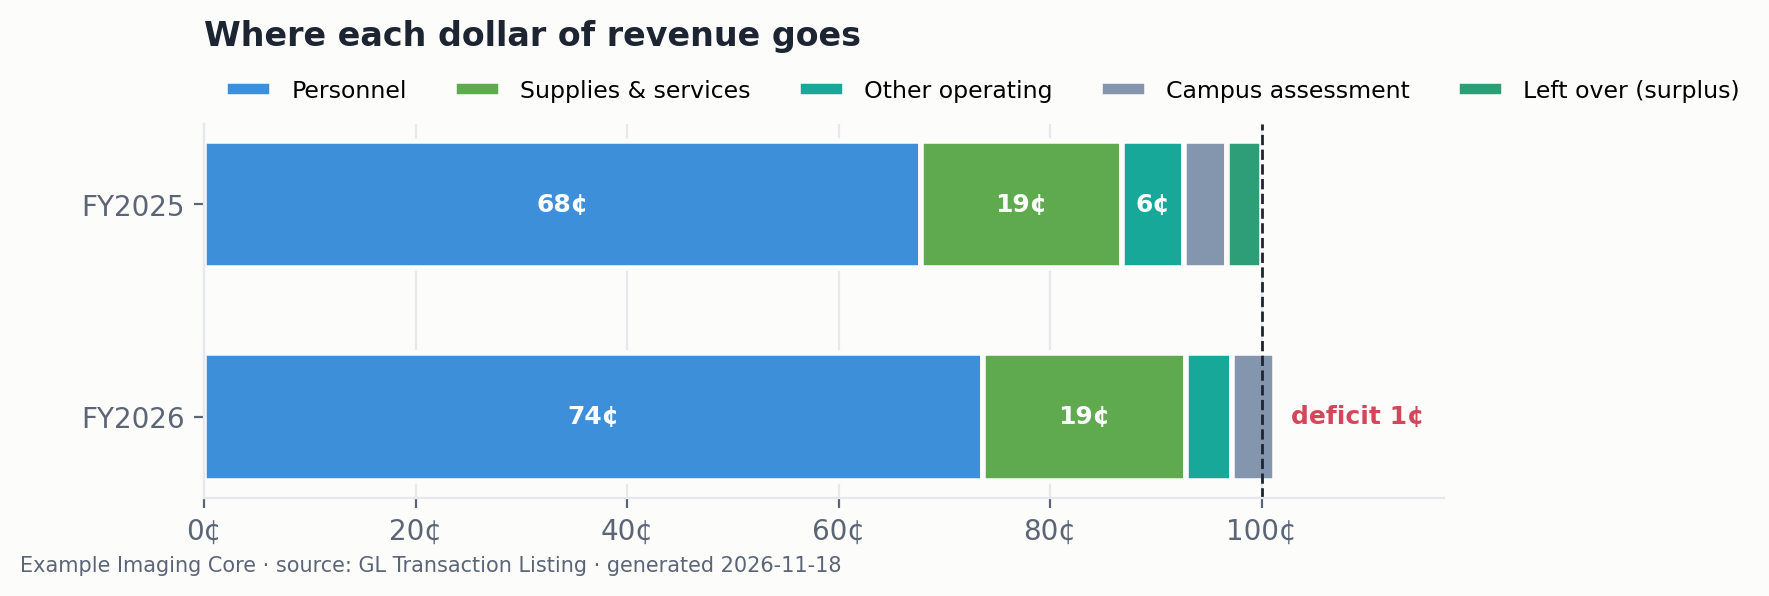 Where each dollar of revenue goes
Personnel Supplies & services Other operating Campus assessment Left over (surplus)
FY2025 68¢ 19¢ 6¢
FY2026 74¢ 19¢ deficit 1¢
0¢ 20¢ 40¢ 60¢ 80¢ 100¢
Example Imaging Core · source: GL Transaction Listing · generated 2026-11-18